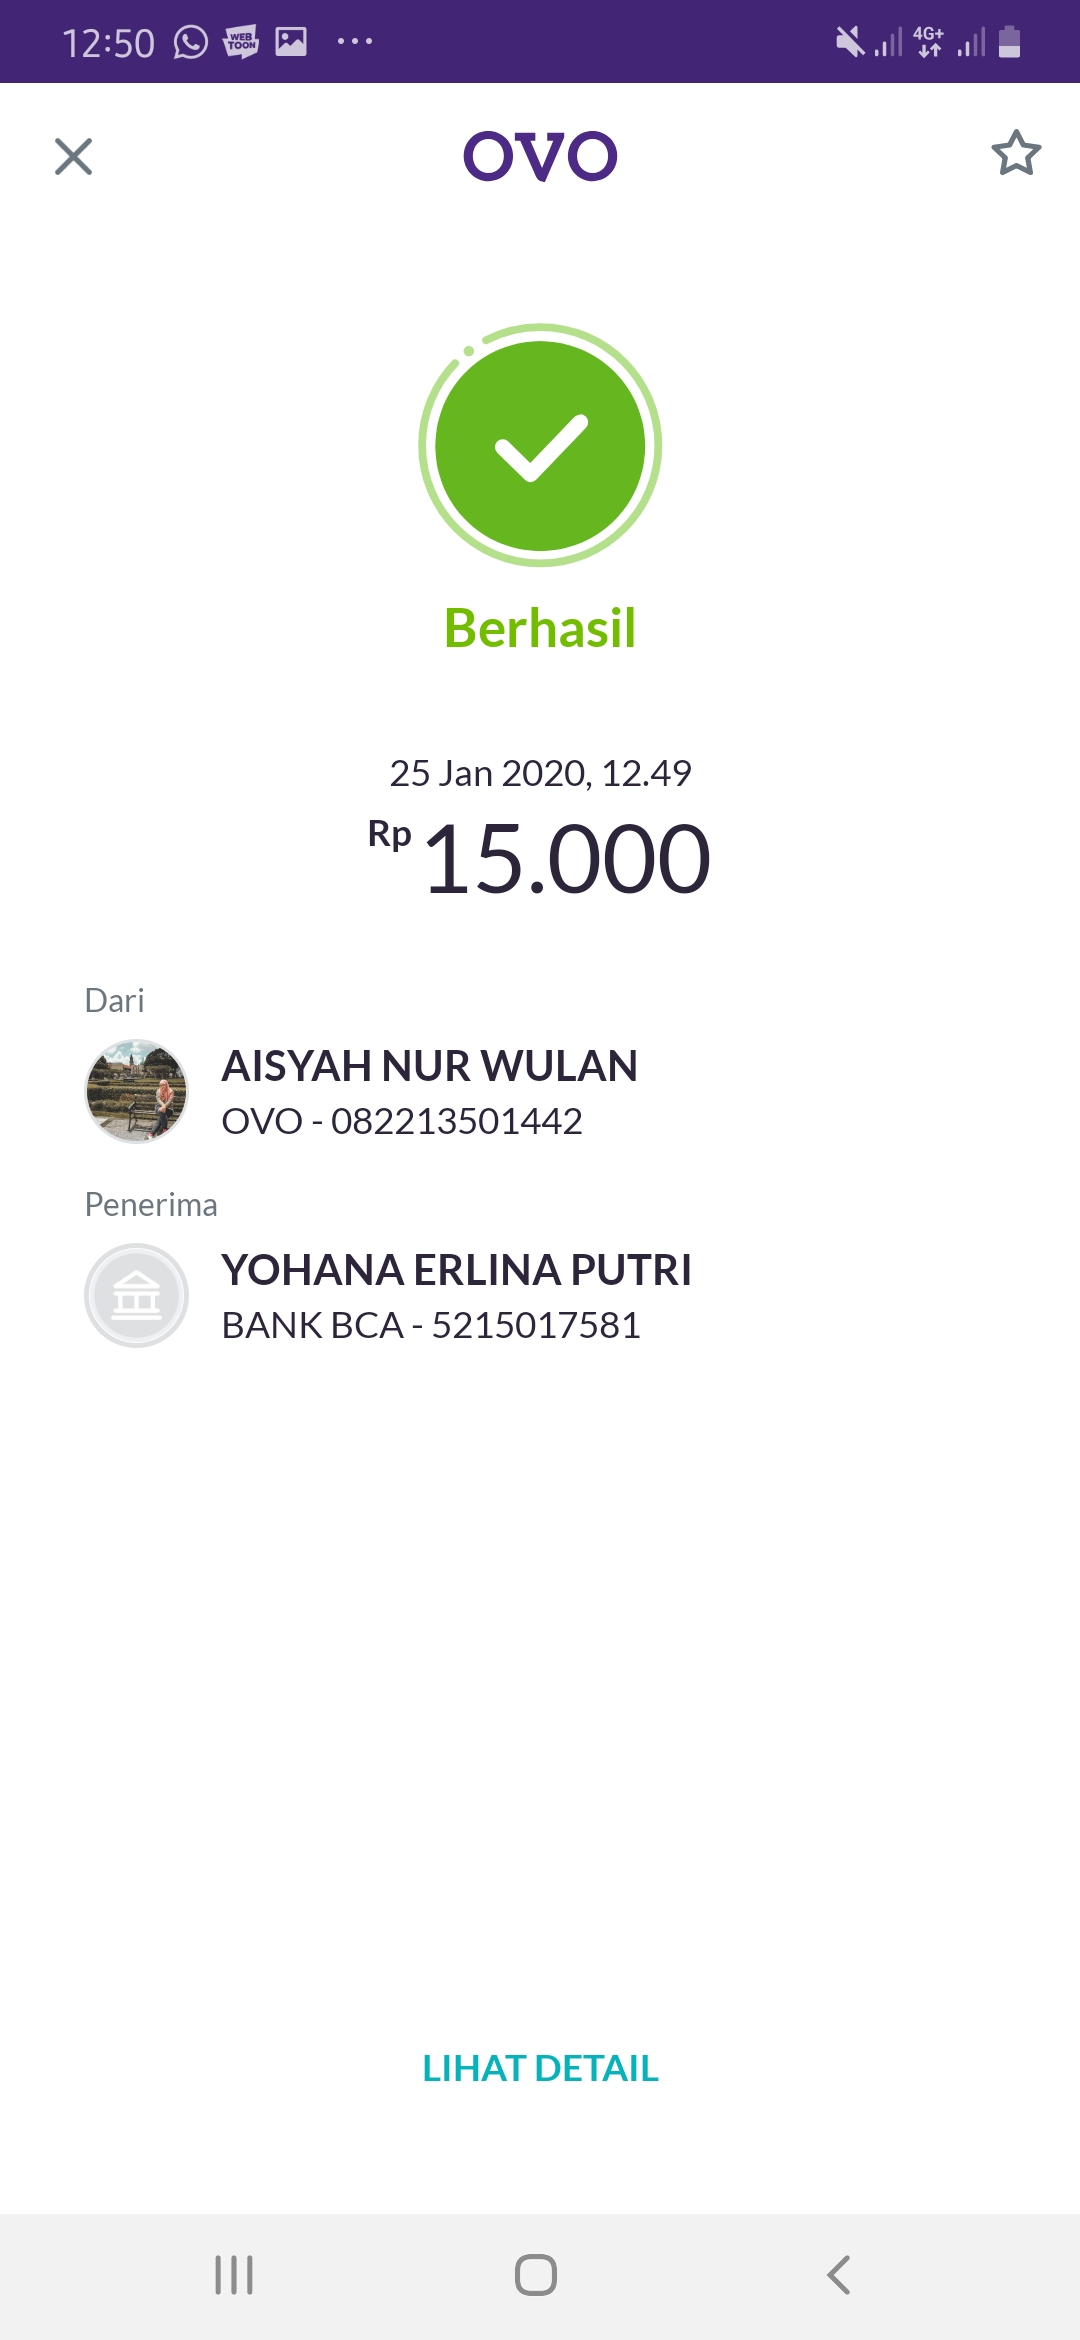 12:50
WEB
TOON
4G+
OVO
Berhasil
25 Jan 2020, 12.49
Rp 15.000
Dari
AISYAH NUR WULAN
OVO - 082213501442
Penerima
YOHANA ERLINA PUTRI
BANK BCA - 5215017581
LIHAT DETAIL